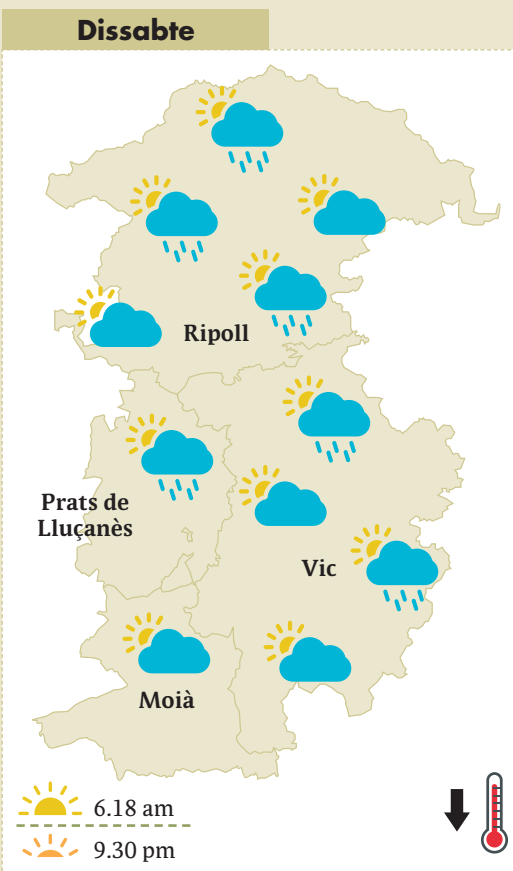 Dissabte
Ripoll
Prats de
Lluçanès
Vic
Moià
6.18 am
9.30 pm